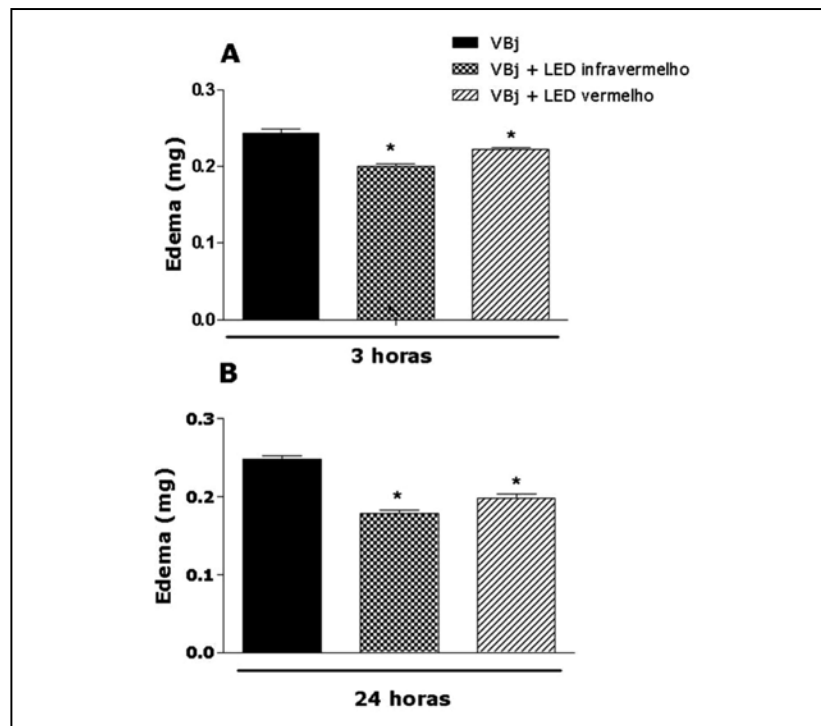 A
VBj
VBj + LED infravermelho
VBj + LED vermelho
Edema (mg)
0.3
0.2
0.1
0.0
*
*
3 horas
B
Edema (mg)
0.3
0.2
0.1
0.0
*
*
24 horas